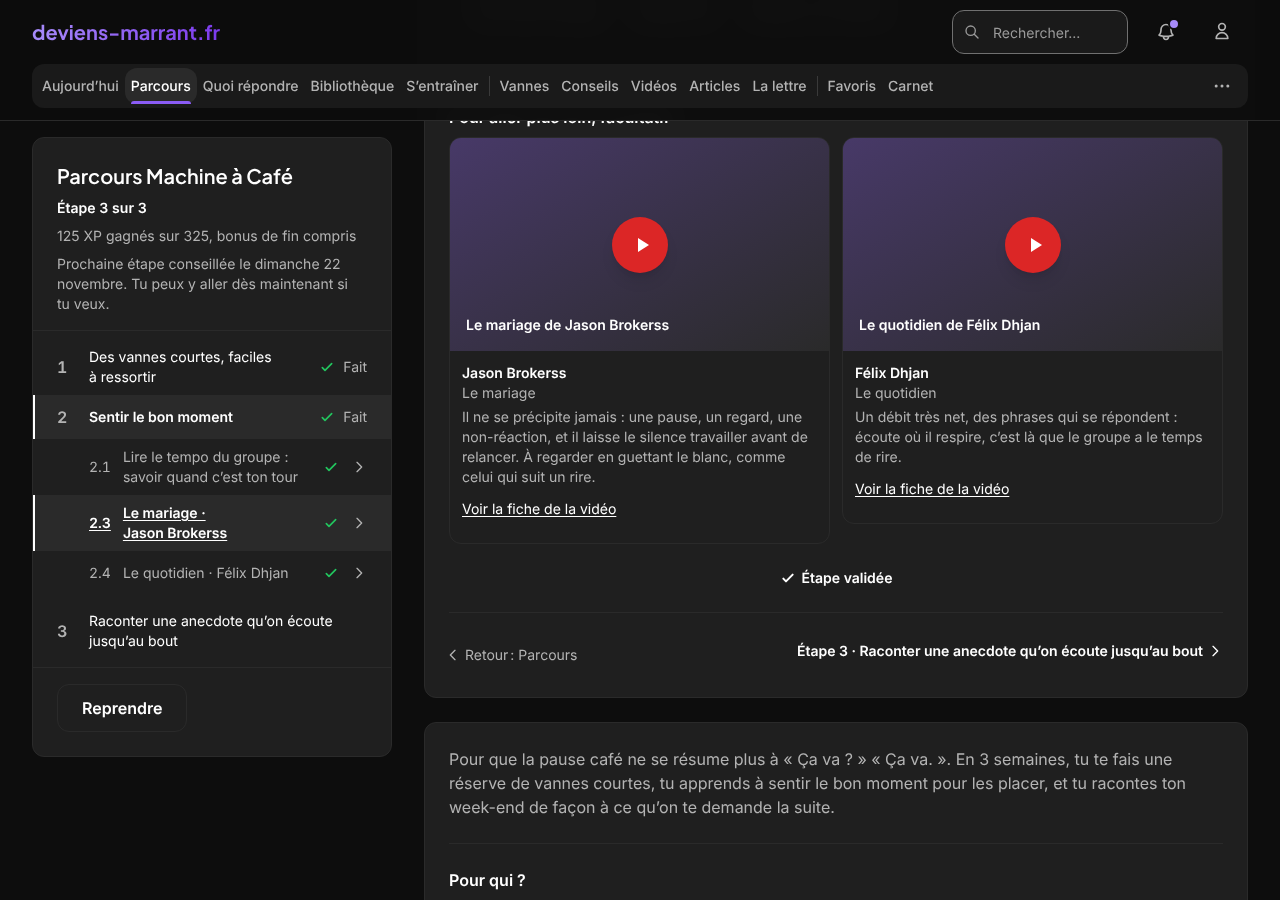 deviens-marrant.fr
Rechercher...
Aujourd’hui Parcours Quoi répondre Bibliothèque S’entraîner Vannes Conseils Vidéos Articles La lettre Favoris Carnet
Parcours Machine à Café
Étape 3 sur 3
125 XP gagnés sur 325, bonus de fin compris
Prochaine étape conseillée le dimanche 22
novembre. Tu peux y aller dès maintenant si
tu veux.
1 Des vannes courtes, faciles
à ressortir
Fait
2 Sentir le bon moment Fait
2.1 Lire le tempo du groupe :
savoir quand c’est ton tour
2.3 Le mariage ·
Jason Brokerss
2.4 Le quotidien · Félix Dhjan
3 Raconter une anecdote qu’on écoute
jusqu’au bout
Reprendre
Pour aller plus loin, facultatif
Le mariage de Jason Brokerss
Jason Brokerss
Le mariage
Il ne se précipite jamais : une pause, un regard, une
non-réaction, et il laisse le silence travailler avant de
relancer. À regarder en guettant le blanc, comme
celui qui suit un rire.
Voir la fiche de la vidéo
Le quotidien de Félix Dhjan
Félix Dhjan
Le quotidien
Un débit très net, des phrases qui se répondent :
écoute où il respire, c’est là que le groupe a le temps
de rire.
Voir la fiche de la vidéo
Étape validée
Retour : Parcours
Étape 3 · Raconter une anecdote qu’on écoute jusqu’au bout
Pour que la pause café ne se résume plus à « Ça va ? » « Ça va. ». En 3 semaines, tu te fais une
réserve de vannes courtes, tu apprends à sentir le bon moment pour les placer, et tu racontes ton
week-end de façon à ce qu’on te demande la suite.
Pour qui ?